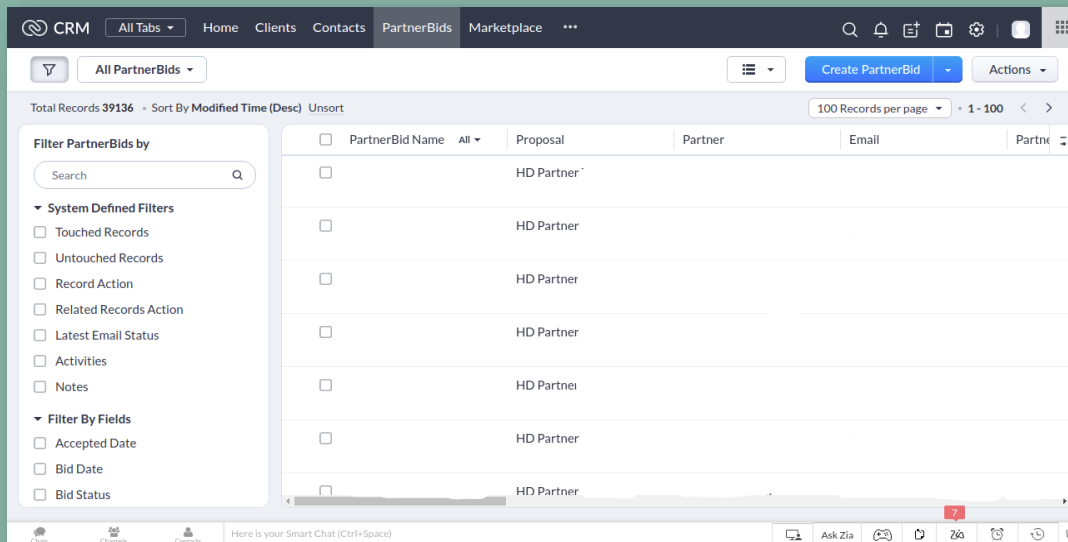 CRM All Tabs Home Clients Contacts PartnerBids Marketplace •••
All PartnerBids Create PartnerBid Actions
Total Records 39136 • Sort By Modified Time (Desc) Unsort 100 Records per page • 1 - 100
Filter PartnerBids by
Search
System Defined Filters
Touched Records
Untouched Records
Record Action
Related Records Action
Latest Email Status
Activities
Notes
Filter By Fields
Accepted Date
Bid Date
Bid Status
PartnerBid Name All Proposal Partner Email Partne
HD Partner
HD Partner
HD Partner
HD Partner
HD Partner
HD Partner
HD Partner
Chats Channels Contacts Here is your Smart Chat (Ctrl+Space) Ask Zia 7